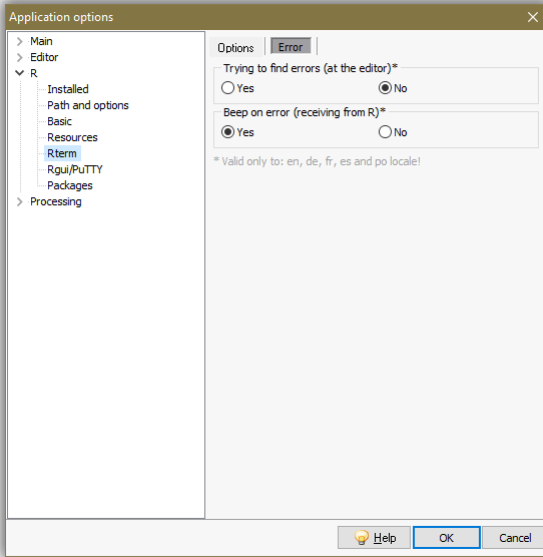 Application options
Main
Editor
R
Installed
Path and options
Basic
Resources
Rterm
Rgui/PuTTY
Packages
Processing
Options
Error
Trying to find errors (at the editor)*
Yes
No
Beep on error (receiving from R)*
Yes
No
* Valid only to: en, de, fr, es and po locale!
Help
OK
Cancel